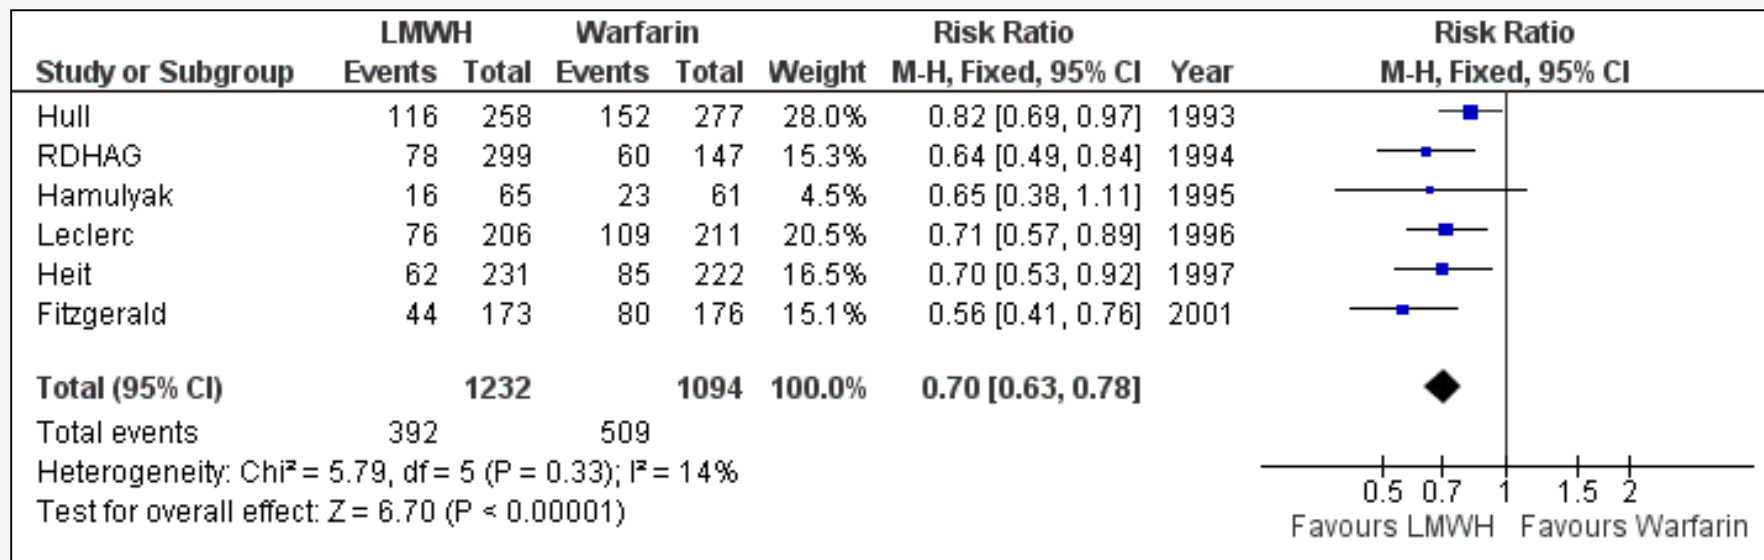 LMWH Warfarin Risk Ratio Risk Ratio
Study or Subgroup Events Total Events Total Weight M-H, Fixed, 95% CI Year M-H, Fixed, 95% CI
Hull 116 258 152 277 28.0% 0.82 [0.69, 0.97] 1993
RDHAG 78 299 60 147 15.3% 0.64 [0.49, 0.84] 1994
Hamulyak 16 65 23 61 4.5% 0.65 [0.38, 1.11] 1995
Leclerc 76 206 109 211 20.5% 0.71 [0.57, 0.89] 1996
Heit 62 231 85 222 16.5% 0.70 [0.53, 0.92] 1997
Fitzgerald 44 173 80 176 15.1% 0.56 [0.41, 0.76] 2001
Total (95% CI) 1232 1094 100.0% 0.70 [0.63, 0.78]
Total events 392 509
Heterogeneity: Chi² = 5.79, df = 5 (P = 0.33); I² = 14%
Test for overall effect: Z = 6.70 (P < 0.00001)
0.5 0.7 1 1.5 2
Favours LMWH Favours Warfarin